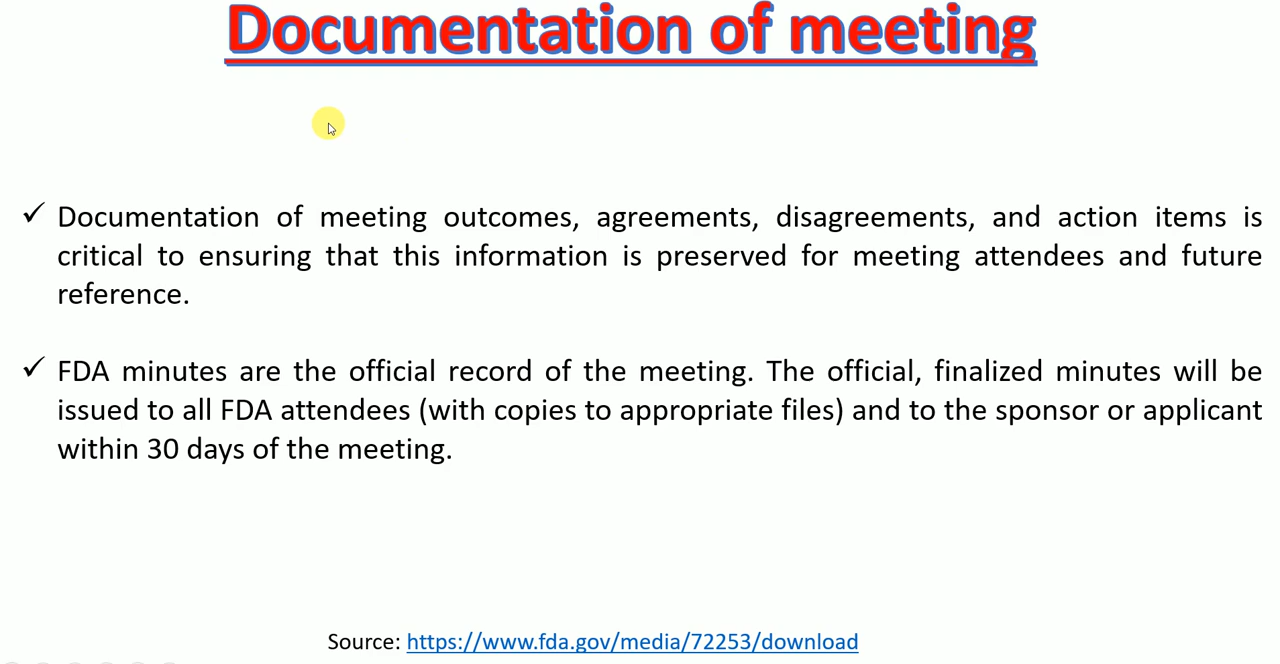 Documentation of meeting
✓ Documentation of meeting outcomes, agreements, disagreements, and action items is
critical to ensuring that this information is preserved for meeting attendees and future
reference.
✓ FDA minutes are the official record of the meeting. The official, finalized minutes will be
issued to all FDA attendees (with copies to appropriate files) and to the sponsor or applicant
within 30 days of the meeting.
Source: https://www.fda.gov/media/72253/download